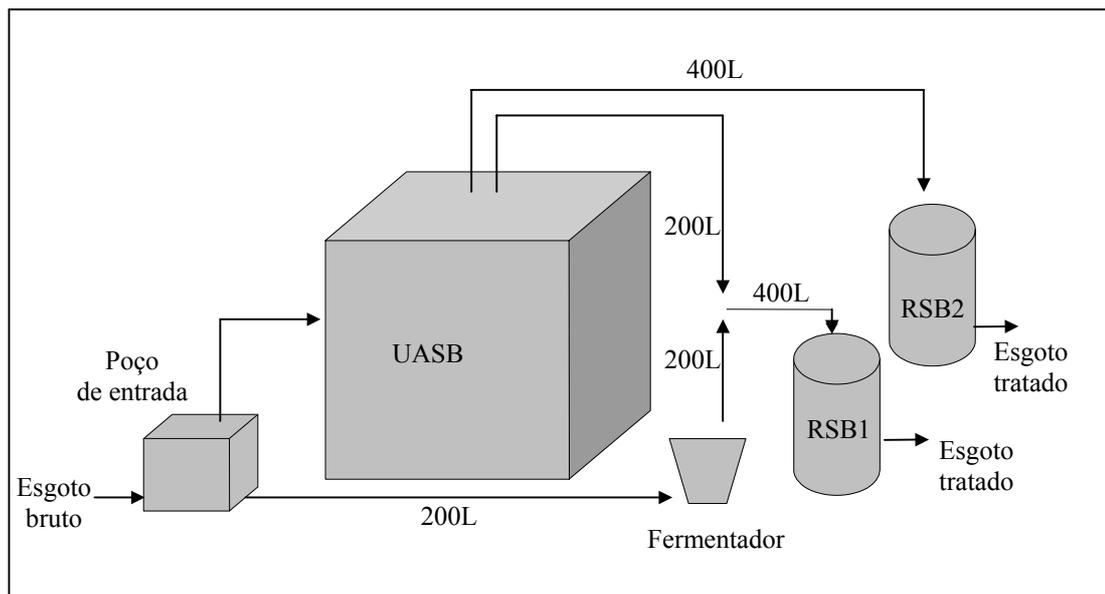 400L
200L
400L
RSB2
Esgoto
tratado
UASB
200L
Poço
de entrada
RSB1
Esgoto
tratado
Esgoto
bruto
200L
Fermentador